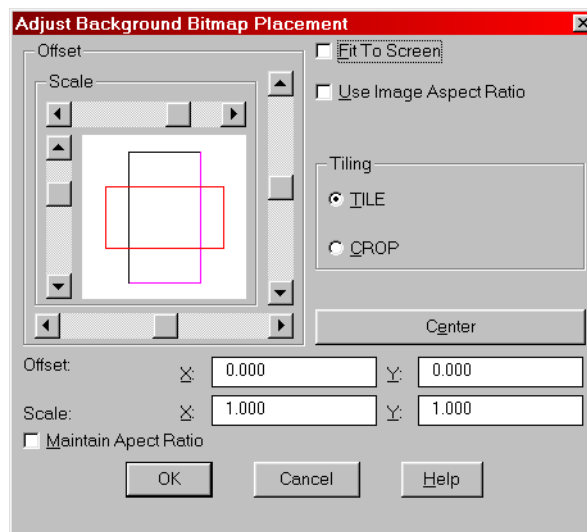 Adjust Background Bitmap Placement
Offset
Fit To Screen
Scale
Use Image Aspect Ratio
Tiling
TILE
CROP
Center
Offset: X: 0.000 Y: 0.000
Scale: X: 1.000 Y: 1.000
Maintain Apect Ratio
OK Cancel Help